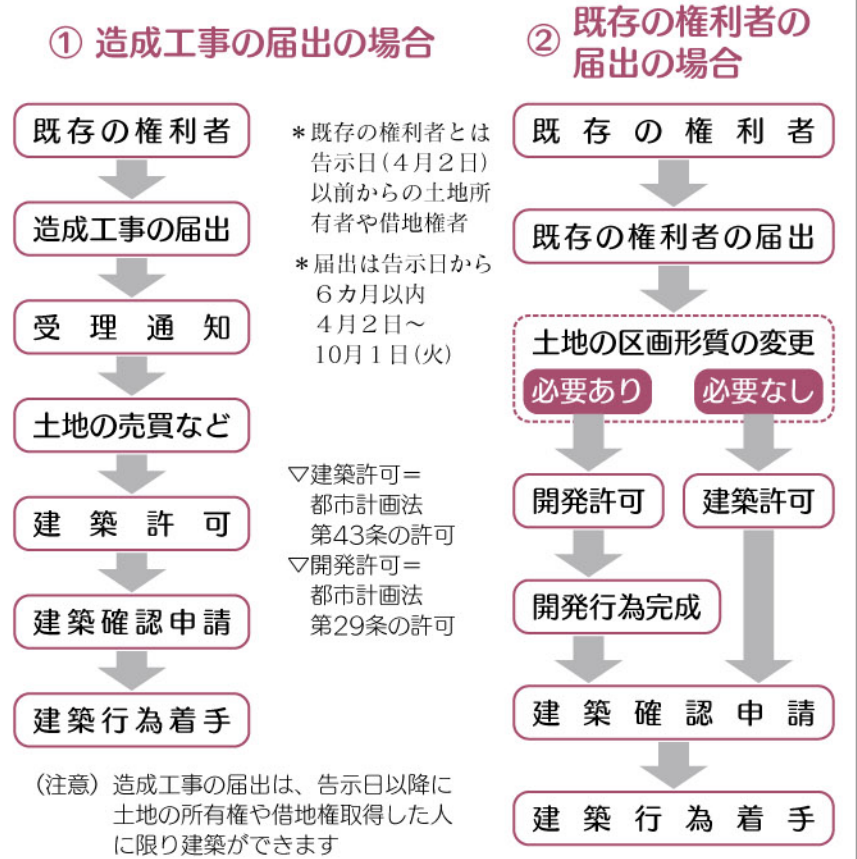 ① 造成工事の届出の場合
既存の権利者
造成工事の届出
受理通知
土地の売買など
建築許可
建築確認申請
建築行為着手
＊既存の権利者とは
告示日(４月２日)
以前からの土地所
有者や借地権者
＊届出は告示日から
６カ月以内
４月２日～
10月１日(火)
▽建築許可＝
都市計画法
第43条の許可
▽開発許可＝
都市計画法
第29条の許可
(注意) 造成工事の届出は、告示日以降に
土地の所有権や借地権取得した人
に限り建築ができます
② 既存の権利者の
届出の場合
既存の権利者
既存の権利者の届出
土地の区画形質の変更
必要あり 必要なし
開発許可 建築許可
開発行為完成
建築確認申請
建築行為着手